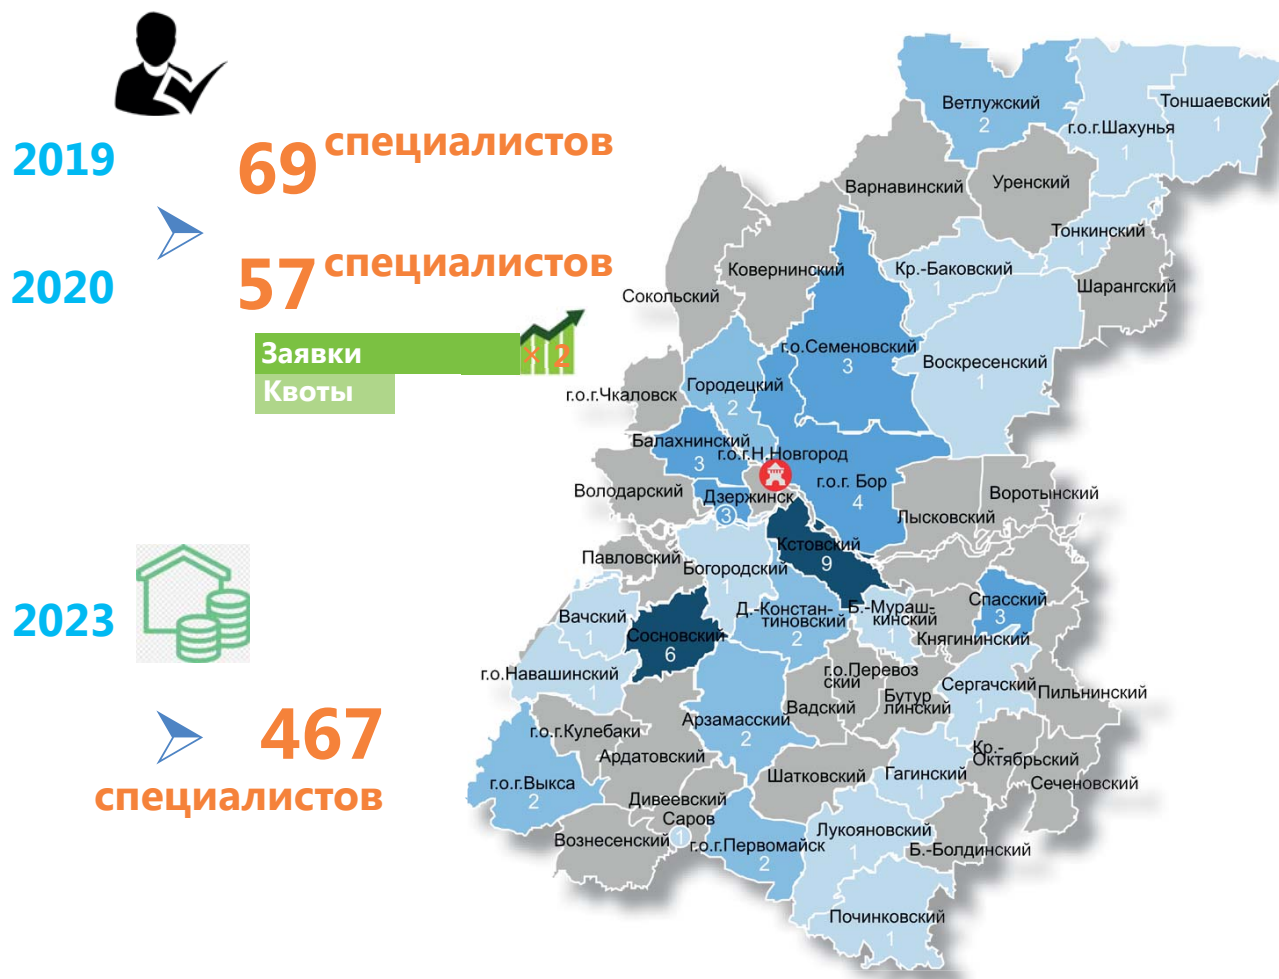 2019
69 специалистов
2020
57 специалистов
Заявки
× 2
Квоты
2023
467
специалистов
Ветлужский
2
Тоншаевский
1
г.о.г.Шахунья
1
Варнавинский
Уренский
Тонкинский
1
Ковернинский
Кр.-Баковский
1
Шарангский
Сокольский
г.о.Семеновский
3
Воскресенский
1
Городецкий
2
г.о.г.Чкаловск
Балахнинский
3
г.о.г.Н.Новгород
г.о.г. Бор
4
Володарский
Дзержинск
3
Воротынский
Лысковский
Кстовский
9
Павловский
Богородский
1
Спасский
3
Вачский
1
Д.-Констан-
тиновский
2
Б.-Мураш-
кинский
1
Княгининский
Сосновский
6
г.о.Навашинский
1
г.о.Перевоз
ский
Сергачский
1
Пильнинский
Бутур
линский
Вадский
Арзамасский
2
г.о.г.Кулебаки
Ардатовский
Кр.-
Октябрьский
Шатковский
Гагинский
1
Сеченовский
г.о.г.Выкса
2
Дивеевский
Саров
1
Вознесенский
г.о.г.Первомайск
2
Лукояновский
1
Б.-Болдинский
Починковский
1